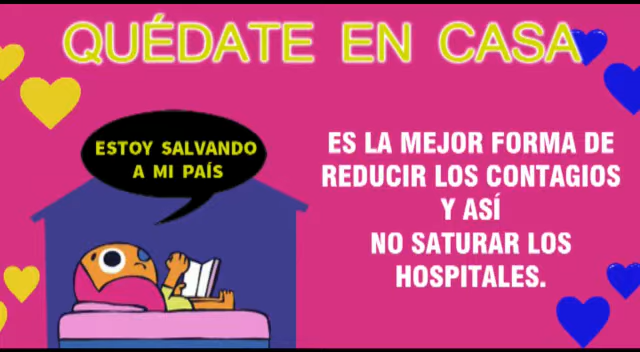 QUÉDATE EN CASA
ESTOY SALVANDO
A MI PAÍS
ES LA MEJOR FORMA DE
REDUCIR LOS CONTAGIOS
Y ASÍ
NO SATURAR LOS
HOSPITALES.